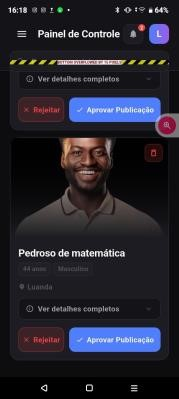 16:18
64%
Painel de Controle
2
L
BOTTOM OVERFLOWED BY 15 PIXELS
Ver detalhes completos
Rejeitar
Aprovar Publicação
Pedroso de matemática
44 anos
Masculino
Luanda
Ver detalhes completos
Rejeitar
Aprovar Publicação